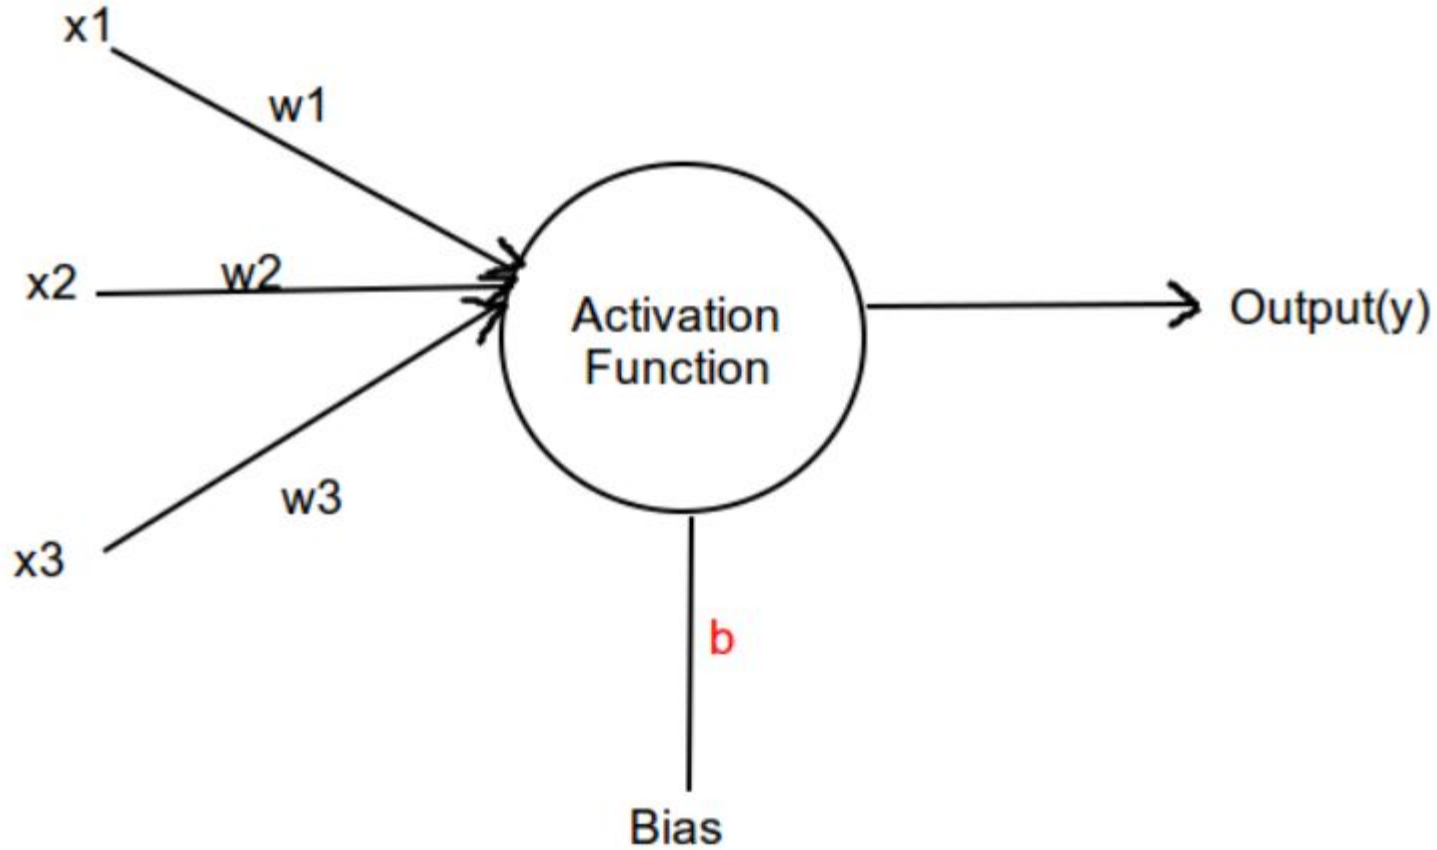 x1
w1
x2
w2
Activation
Function
Output(y)
w3
x3
b
Bias